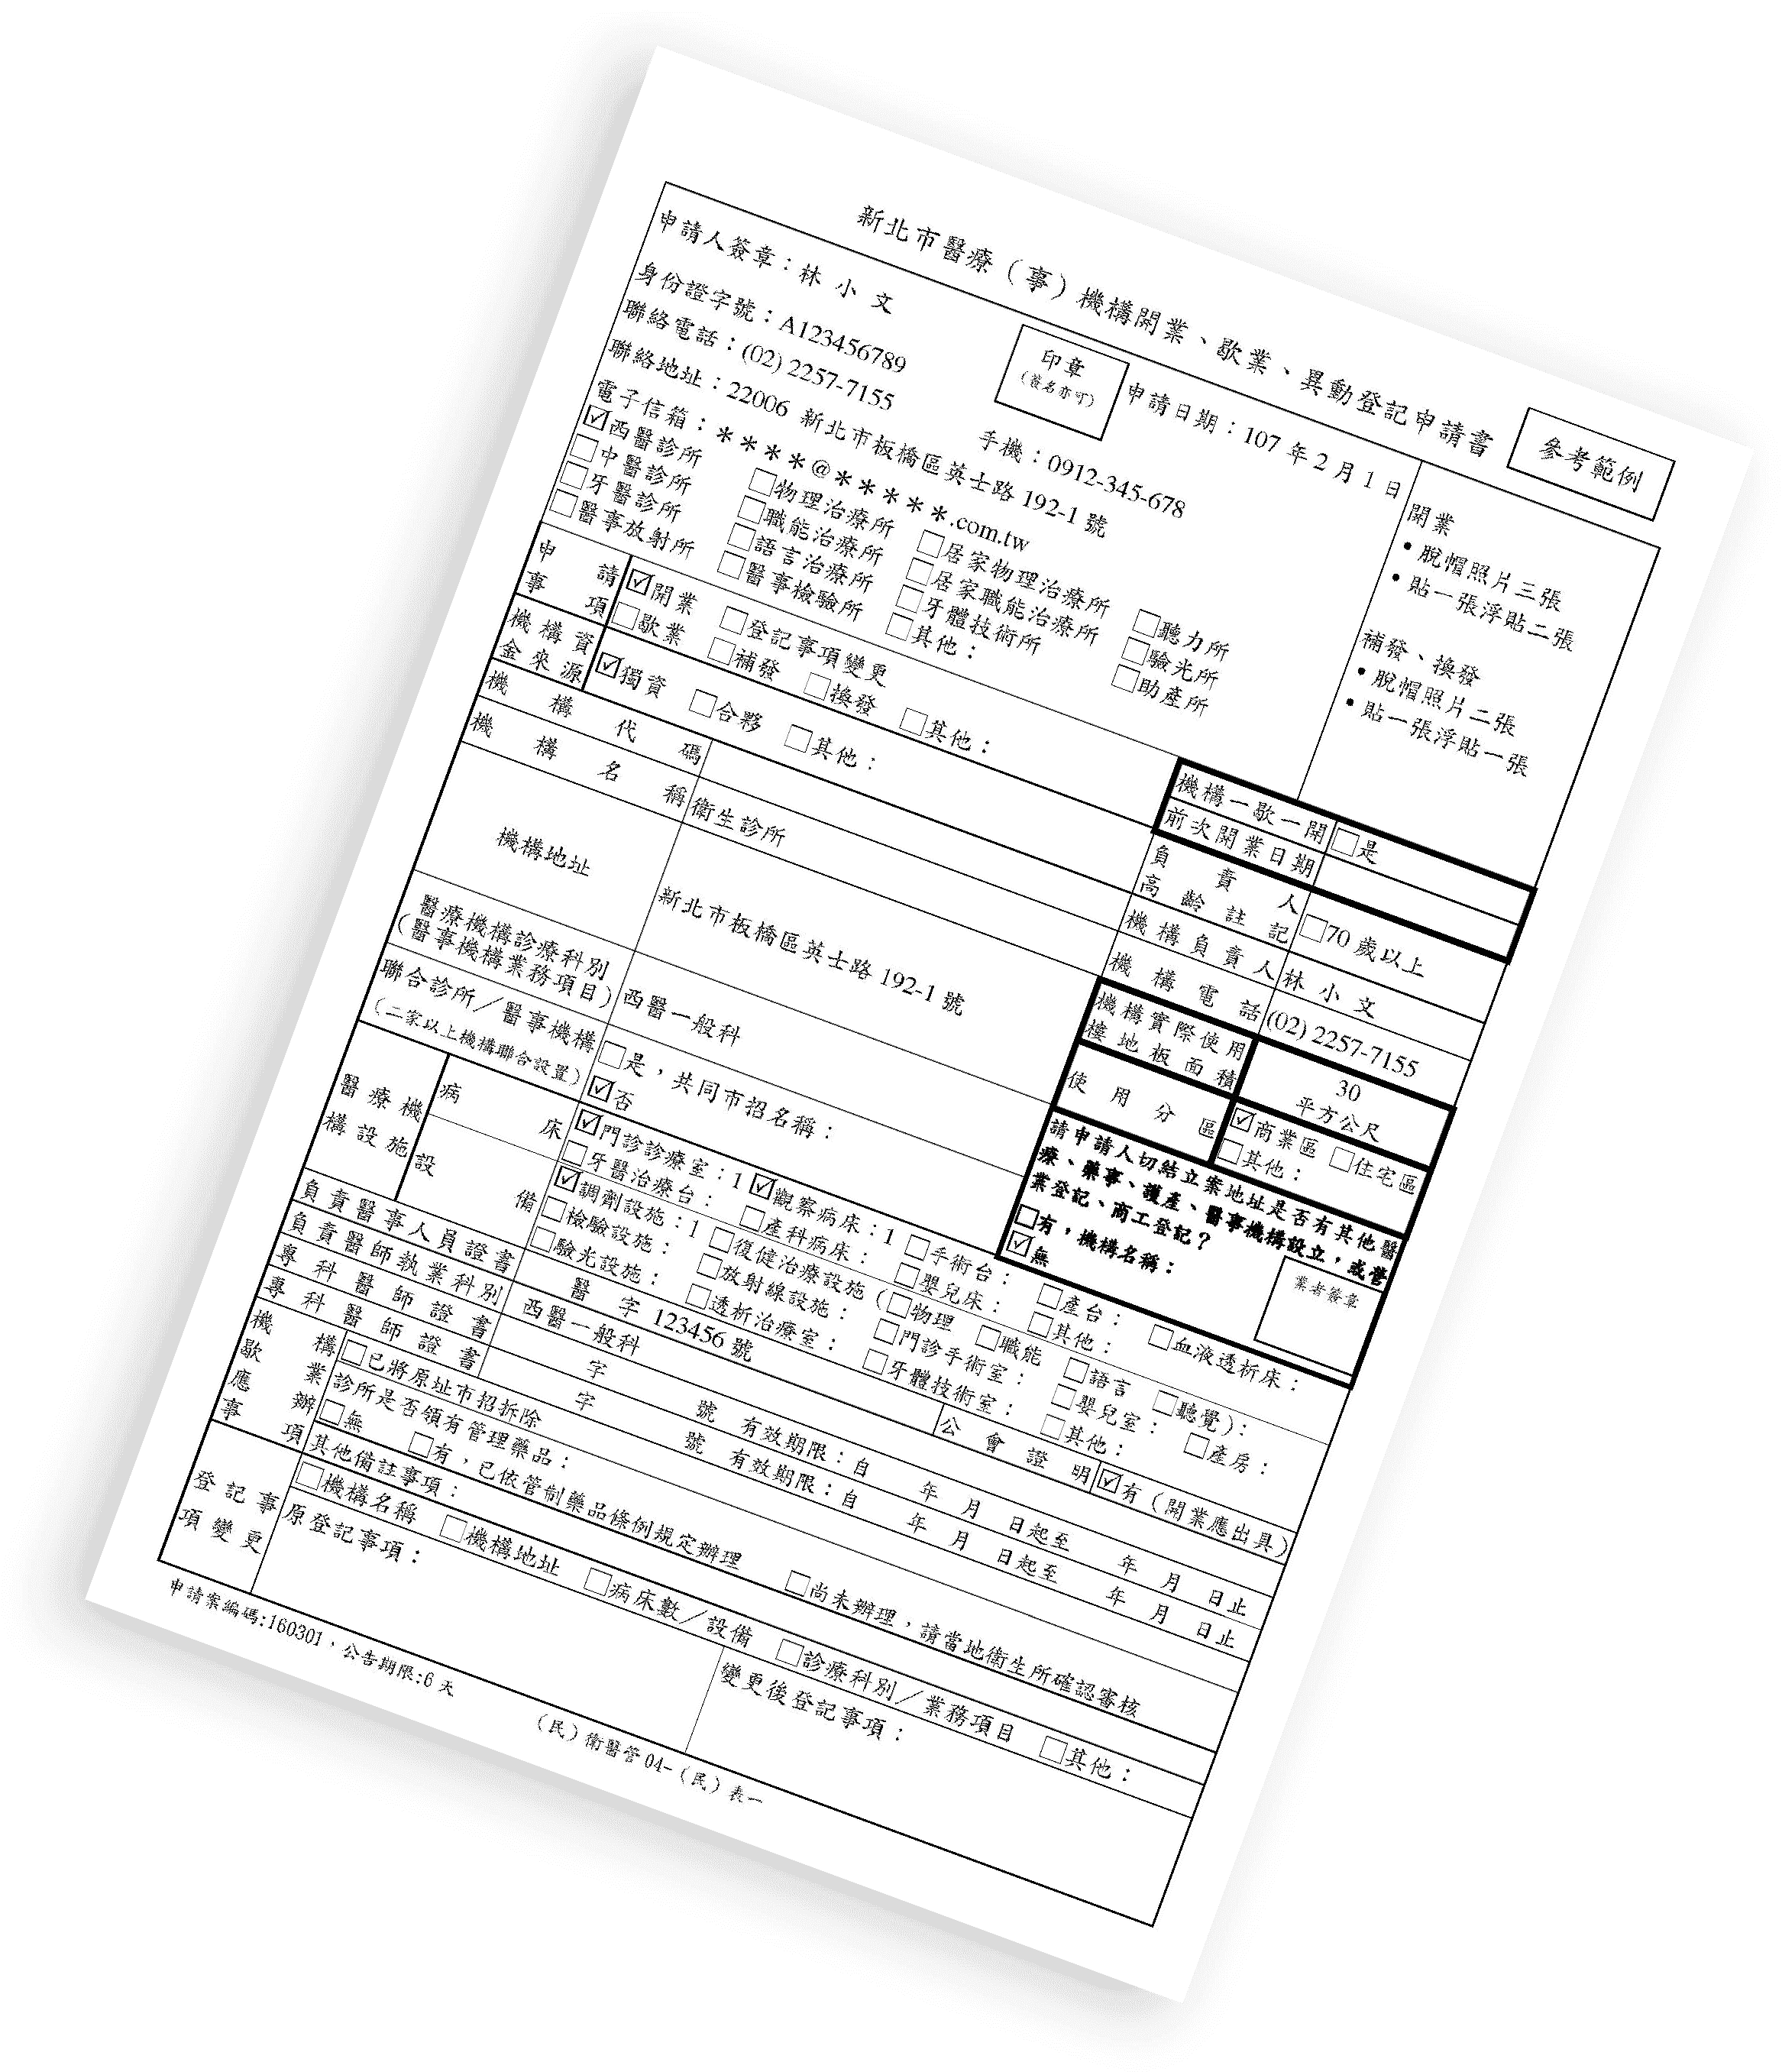 新北市醫療（事）機構開業、歇業、異動登記申請書
參考範例
申請人簽章：林 小 文
印章
（簽名亦可）
申請日期：107 年 2 月 1 日
身份證字號：A123456789
聯絡電話：(02) 2257-7155
手機：0912-345-678
聯絡地址：22006 新北市板橋區英士路 192-1 號
電子信箱：＊＊＊＊@＊＊＊＊＊.com.tw
☑西醫診所 □物理治療所 □居家物理治療所 □聽力所
□中醫診所 □職能治療所 □居家職能治療所 □驗光所
□牙醫診所 □語言治療所 □牙體技術所 □助產所
□醫事放射所 □醫事檢驗所 □其他：
開業
•脫帽照片三張
•貼一張浮貼二張
補發、換發
•脫帽照片二張
•貼一張浮貼一張
申請事項
☑開業 □登記事項變更
□歇業 □補發 □換發 □其他：
機構一歇一開 □是
前次開業日期
機構資金來源
☑獨資 □合夥 □其他：
負責人高齡註記
□70 歲以上
機構代碼
機構負責人 林 小 文
機構名稱 衛生診所
機構電話 (02) 2257-7155
機構地址 新北市板橋區英士路 192-1 號
機構實際使用樓地板面積
30
平方公尺
使用分區
☑商業區 □住宅區
□其他：
醫療機構診療科別
（醫事機構業務項目）
西醫一般科
聯合診所／醫事機構
（二家以上機構聯合設置）
□是，共同市招名稱：
☑否
請申請人切結立案地址是否有其他醫
療、藥事、護產、醫事機構設立，或營
業登記、商工登記？
□有，機構名稱：
☑無
業者簽章
醫療機構設施
病床
☑門診診療室：1 ☑觀察病床：1 □手術台： □產台： □血液透析床：
□牙醫治療台： □產科病床： □嬰兒床： □其他：
設備
☑調劑設施：1 □復健治療設施（□物理 □職能 □語言 □聽覺）：
□檢驗設施： □放射線設施： □門診手術室： □嬰兒室： □產房：
□驗光設施： □透析治療室： □牙體技術室： □其他：
負責醫事人員證書 醫 字 123456 號
負責醫師執業科別 西醫一般科
公會證明 ☑有（開業應出具）
專科醫師證書 字 號 有效期限：自 年 月 日起至 年 月 日止
專科醫師證書 字 號 有效期限：自 年 月 日起至 年 月 日止
機構歇業應辦事項
□已將原址市招拆除
診所是否領有管理藥品：
□無 □有，已依管制藥品條例規定辦理 □尚未辦理，請當地衛生所確認審核
其他備註事項：
登記事項變更
□機構名稱 □機構地址 □病床數／設備 □診療科別／業務項目 □其他：
原登記事項：
變更後登記事項：
申請案編碼:160301，公告期限:6 天
（民）衛醫管 04-（民）表一